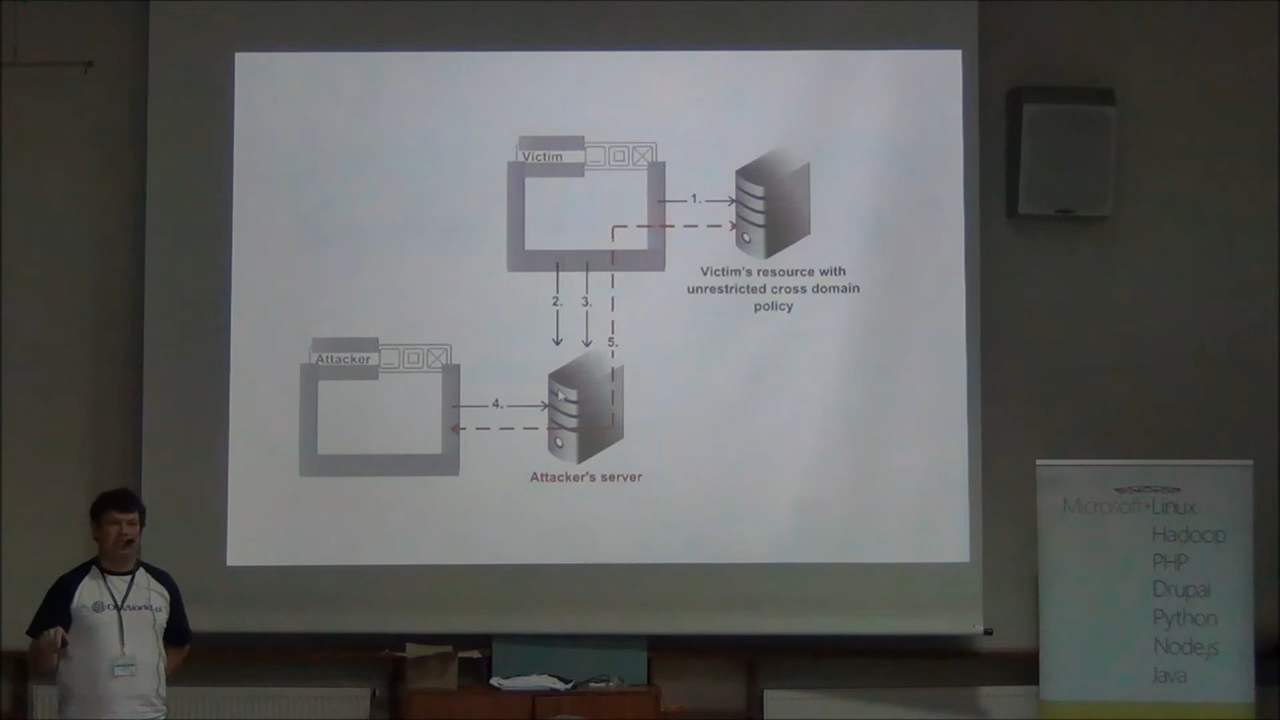 Victim
1.
Victim's resource with
unrestricted cross domain
policy
2.
3.
5.
Attacker
4.
Attacker's server
Microsoft+Linux
Hadoop
PHP
Drupal
Python
Node.js
Java